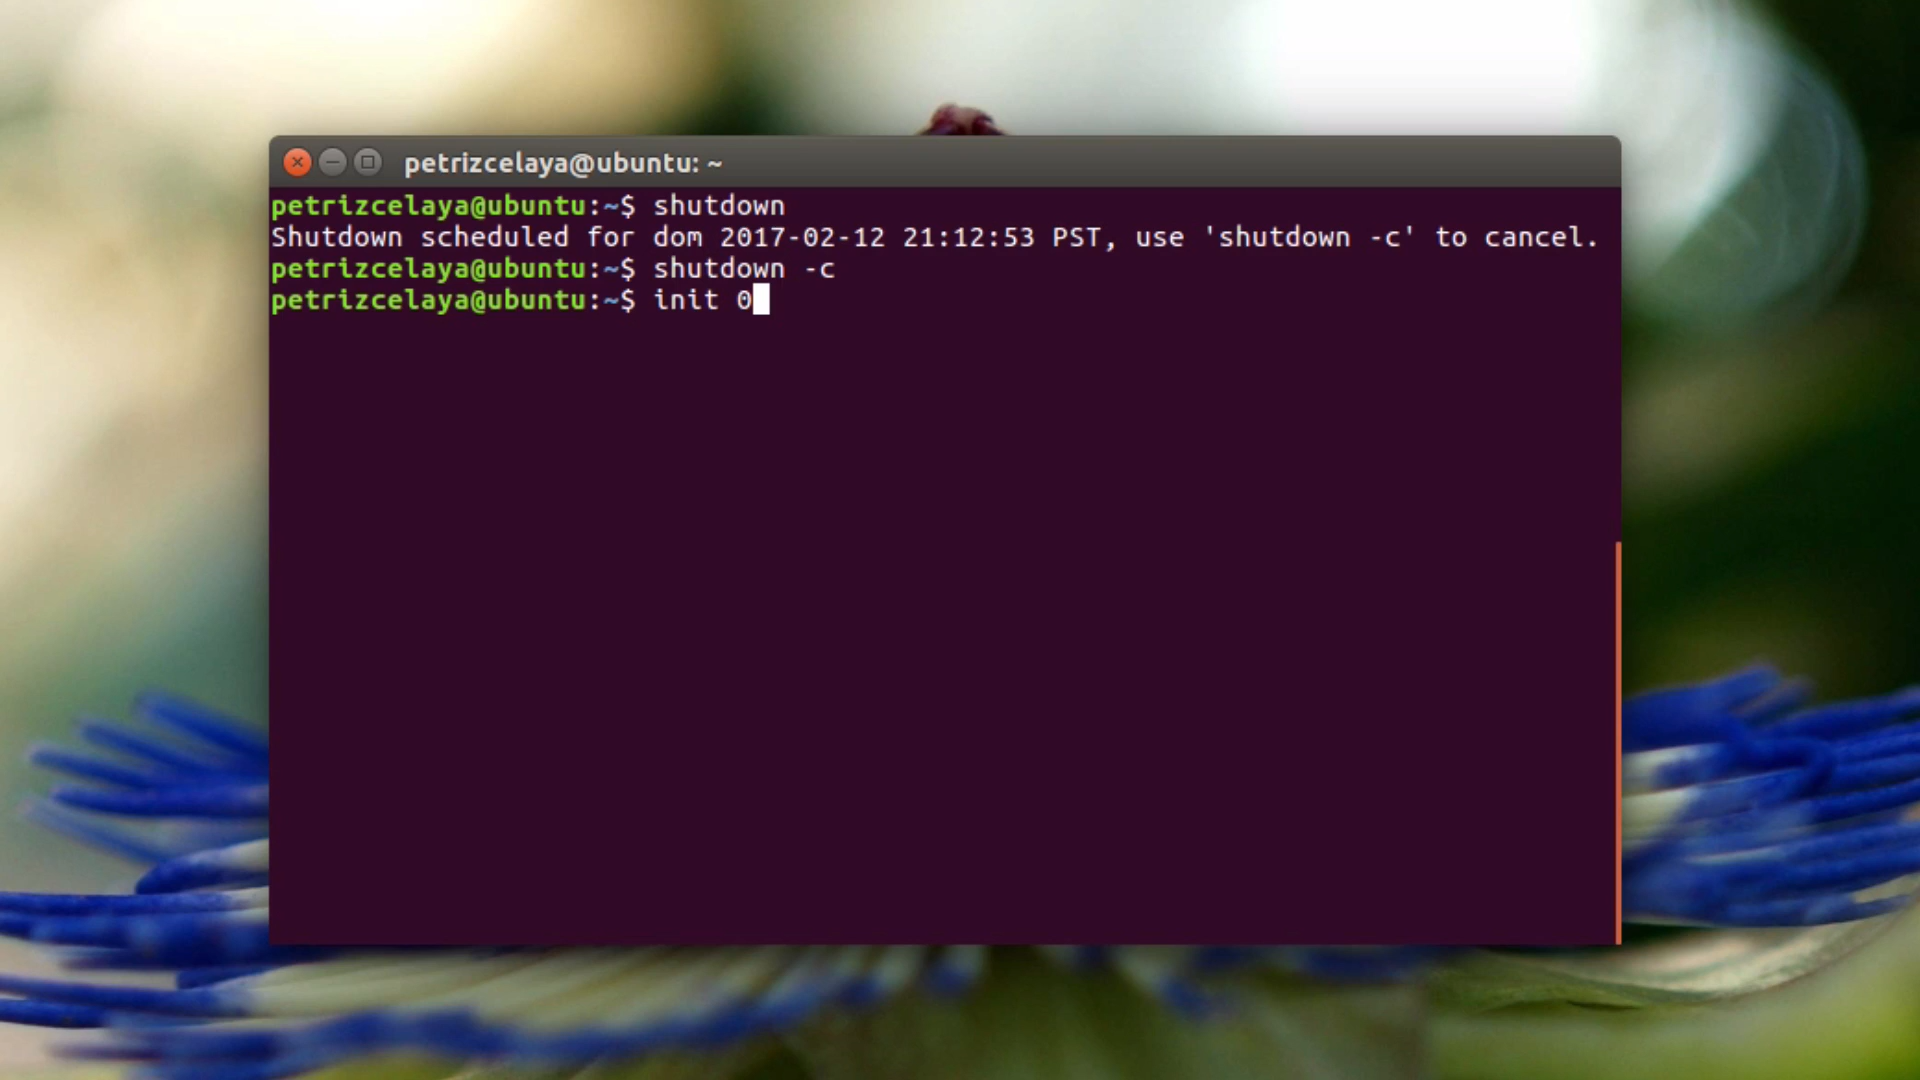 petrizcelaya@ubuntu: ~
petrizcelaya@ubuntu:~$ shutdown
Shutdown scheduled for dom 2017-02-12 21:12:53 PST, use 'shutdown -c' to cancel.
petrizcelaya@ubuntu:~$ shutdown -c
petrizcelaya@ubuntu:~$ init 0